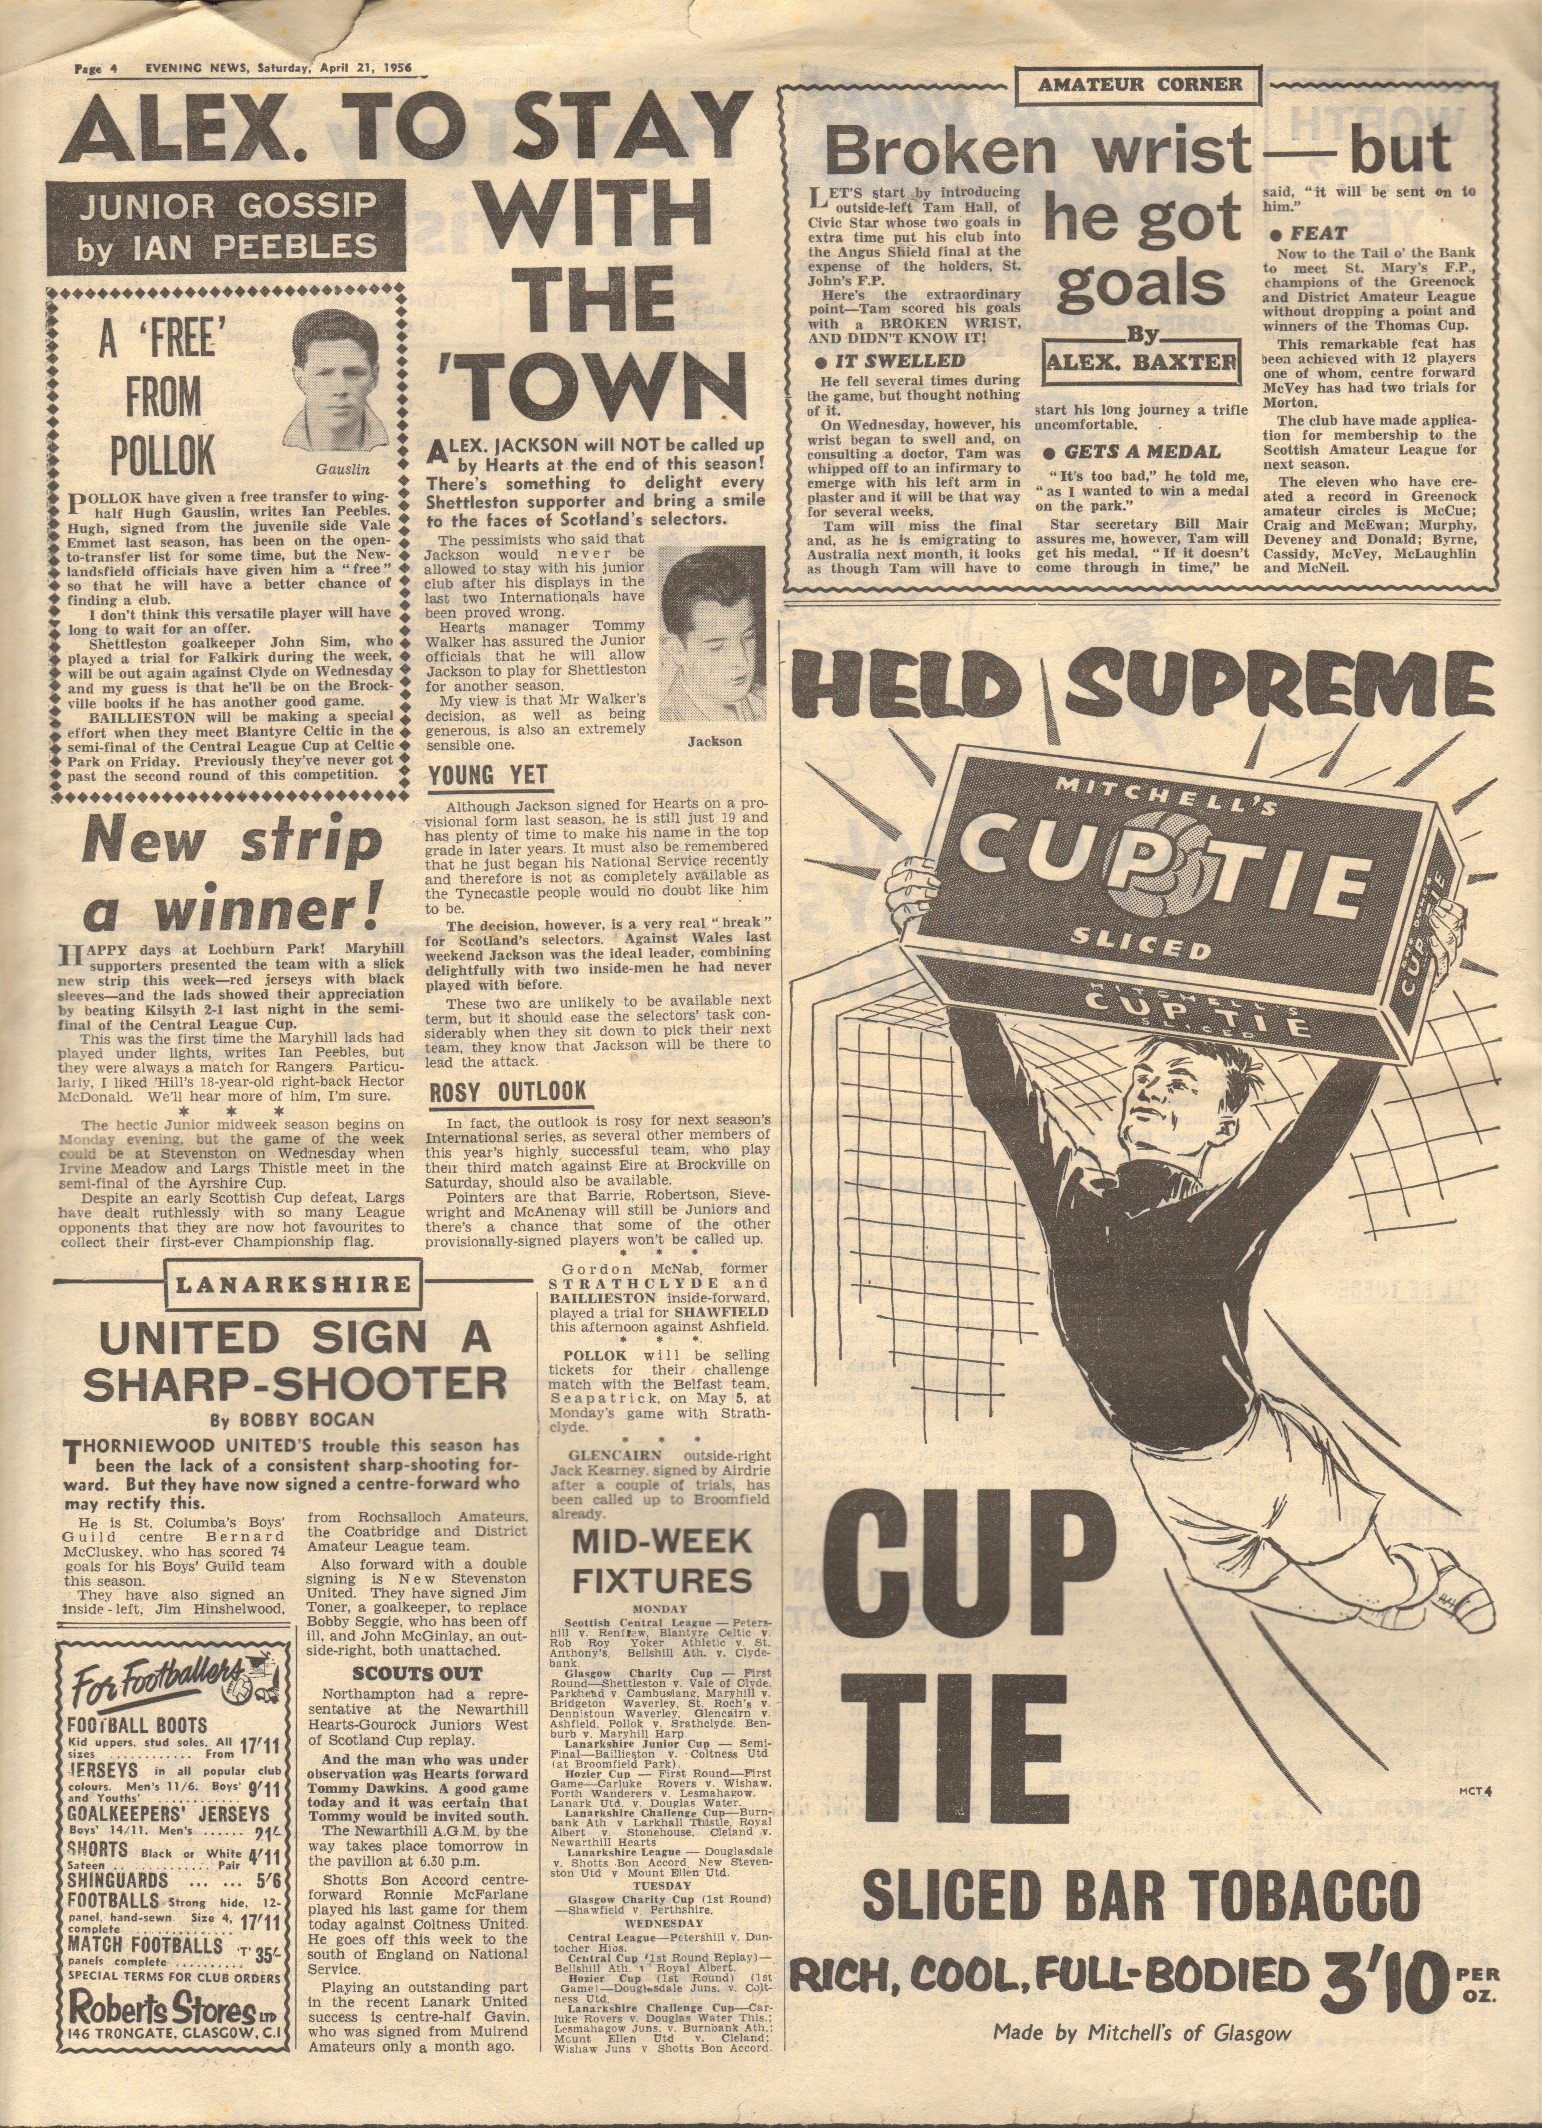 Page 4 EVENING NEWS, Saturday, April 21, 1956
ALEX. TO STAY
WITH
THE
'TOWN
JUNIOR GOSSIP
by IAN PEEBLES
A 'FREE'
FROM
POLLOK
Gauslin
POLLOK have given a free transfer to wing-
half Hugh Gauslin, writes Ian Peebles.
Hugh, signed from the juvenile side Vale
Emmet last season, has been on the open-
to-transfer list for some time, but the New-
landsfield officials have given him a "free"
so that he will have a better chance of
finding a club.
I don't think this versatile player will have
long to wait for an offer.
Shettleston goalkeeper John Sim, who
played a trial for Falkirk during the week,
will be out again against Clyde on Wednesday
and my guess is that he'll be on the Brock-
ville books if he has another good game.
BAILLIESTON will be making a special
effort when they meet Blantyre Celtic in the
semi-final of the Central League Cup at Celtic
Park on Friday. Previously they've never got
past the second round of this competition.
New strip
a winner!
HAPPY days at Lochburn Park! Maryhill
supporters presented the team with a slick
new strip this week—red jerseys with black
sleeves—and the lads showed their appreciation
by beating Kilsyth 2-1 last night in the semi-
final of the Central League Cup.
This was the first time the Maryhill lads had
played under lights, writes Ian Peebles, but
they were always a match for Rangers. Particu-
larly, I liked 'Hill's 18-year-old right-back Hector
McDonald. We'll hear more of him, I'm sure.
* * *
The hectic Junior midweek season begins on
Monday evening, but the game of the week
could be at Stevenston on Wednesday when
Irvine Meadow and Largs Thistle meet in the
semi-final of the Ayrshire Cup.
Despite an early Scottish Cup defeat, Largs
have dealt ruthlessly with so many League
opponents that they are now hot favourites to
collect their first-ever Championship flag.
ALEX. JACKSON will NOT be called up
by Hearts at the end of this season!
There's something to delight every
Shettleston supporter and bring a smile
to the faces of Scotland's selectors.
The pessimists who said that
Jackson would never be
allowed to stay with his junior
club after his displays in the
last two Internationals have
been proved wrong.
Hearts manager Tommy
Walker has assured the Junior
officials that he will allow
Jackson to play for Shettleston
for another season.
My view is that Mr Walker's
decision, as well as being
generous, is also an extremely
sensible one.
Jackson
YOUNG YET
Although Jackson signed for Hearts on a pro-
visional form last season, he is still just 19 and
has plenty of time to make his name in the top
grade in later years. It must also be remembered
that he just began his National Service recently
and therefore is not as completely available as
the Tynecastle people would no doubt like him
to be.
The decision, however, is a very real "break"
for Scotland's selectors. Against Wales last
weekend Jackson was the ideal leader, combining
delightfully with two inside-men he had never
played with before.
These two are unlikely to be available next
term, but it should ease the selectors' task con-
siderably when they sit down to pick their next
team, they know that Jackson will be there to
lead the attack.
ROSY OUTLOOK
In fact, the outlook is rosy for next season's
International series, as several other members of
this year's highly successful team, who play
their third match against Eire at Brockville on
Saturday, should also be available.
Pointers are that Barrie, Robertson, Sieve-
wright and McAnenay will still be Juniors and
there's a chance that some of the other
provisionally-signed players won't be called up.
* * *
Gordon McNab, former
STRATHCLYDE and
BAILLIESTON inside-forward,
played a trial for SHAWFIELD
this afternoon against Ashfield.
* * *
POLLOK will be selling
tickets for their challenge
match with the Belfast team,
Seapatrick, on May 5, at
Monday's game with Strath-
clyde.
* * *
GLENCAIRN outside-right
Jack Kearney, signed by Airdrie
after a couple of trials, has
been called up to Broomfield
already.
MID-WEEK
FIXTURES
MONDAY
Scottish Central League — Peters-
hill v. Renfrew, Blantyre Celtic v.
Rob Roy Yoker Athletic v. St.
Anthony's, Bellshill Ath. v. Clyde-
bank.
Glasgow Charity Cup — First
Round—Shettleston v. Vale of Clyde,
Parkhead v. Cambuslang, Maryhill v.
Bridgeton Waverley, St. Roch's v.
Dennistoun Waverley, Glencairn v.
Ashfield, Pollok v. Srathclyde, Ben-
burb v. Maryhill Harp
Lanarkshire Junior Cup — Semi-
Final—Baillieston v. Coltness Utd
(at Broomfield Park).
Hozier Cup — First Round—First
Game—Carluke Rovers v. Wishaw,
Forth Wanderers v. Lesmahagow,
Lanark Utd. v. Douglas Water.
Lanarkshire Challenge Cup—Burn-
bank Ath v Larkhall Thistle, Royal
Albert v. Stonehouse, Cleland v.
Newarthill Hearts
Lanarkshire League — Douglasdale
v. Shotts Bon Accord, New Steven-
ston Utd v Mount Ellen Utd.
TUESDAY
Glasgow Charity Cup (1st Round)
—Shawfield v. Perthshire.
WEDNESDAY
Central League—Petershill v. Dun-
tocher Hibs.
Central Cup (1st Round Replay)—
Bellshill Ath. v Royal Albert.
Hozier Cup (1st Round) (1st
Game)—Douglasdale Juns. v. Colt-
ness Utd
Lanarkshire Challenge Cup—Car-
luke Rovers v. Douglas Water This.;
Lesmahagow Juns. v. Burnbank Ath.;
Mount Ellen Utd v. Cleland;
Wishaw Juns v Shotts Bon Accord.
LANARKSHIRE
UNITED SIGN A
SHARP-SHOOTER
By BOBBY BOGAN
THORNIEWOOD UNITED'S trouble this season has
been the lack of a consistent sharp-shooting for-
ward. But they have now signed a centre-forward who
may rectify this.
He is St. Columba's Boys'
Guild centre Bernard
McCluskey, who has scored 74
goals for his Boys' Guild team
this season.
They have also signed an
inside-left, Jim Hinshelwood,
from Rochsalloch Amateurs,
the Coatbridge and District
Amateur League team.
Also forward with a double
signing is New Stevenston
United. They have signed Jim
Toner, a goalkeeper, to replace
Bobby Seggie, who has been off
ill, and John McGinlay, an out-
side-right, both unattached.
SCOUTS OUT
Northampton had a repre-
sentative at the Newarthill
Hearts-Gourock Juniors West
of Scotland Cup replay.
And the man who was under
observation was Hearts forward
Tommy Dawkins. A good game
today and it was certain that
Tommy would be invited south.
The Newarthill A.G.M. by the
way takes place tomorrow in
the pavilion at 6.30 p.m.
Shotts Bon Accord centre-
forward Ronnie McFarlane
played his last game for them
today against Coltness United.
He goes off this week to the
south of England on National
Service.
Playing an outstanding part
in the recent Lanark United
success is centre-half Gavin,
who was signed from Muirend
Amateurs only a month ago.
For Footballers
FOOTBALL BOOTS
Kid uppers, stud soles. All
sizes ............ From 17'11
JERSEYS in all popular club
colours. Men's 11/6. Boys'
and Youths' ............ 9'11
GOALKEEPERS' JERSEYS
Boys' 14/11. Men's ...... 21/-
SHORTS Black or White
Sateen .............. Pair 4'11
SHINGUARDS ... ... 5'6
FOOTBALLS Strong hide, 12-
panel, hand-sewn Size 4,
complete ............ 17'11
MATCH FOOTBALLS 'T'
panels complete .......... 35/-
SPECIAL TERMS FOR CLUB ORDERS
Roberts Stores LTD
146 TRONGATE, GLASGOW, C.1
AMATEUR CORNER
Broken wrist — but
he got
goals
By
ALEX. BAXTER
LET'S start by introducing
outside-left Tam Hall, of
Civic Star whose two goals in
extra time put his club into
the Angus Shield final at the
expense of the holders, St.
John's F.P.
Here's the extraordinary
point—Tam scored his goals
with a BROKEN WRIST,
AND DIDN'T KNOW IT!
● IT SWELLED
He fell several times during
the game, but thought nothing
of it.
On Wednesday, however, his
wrist began to swell and, on
consulting a doctor, Tam was
whipped off to an infirmary to
emerge with his left arm in
plaster and it will be that way
for several weeks.
Tam will miss the final
and, as he is emigrating to
Australia next month, it looks
as though Tam will have to
start his long journey a trifle
uncomfortable.
● GETS A MEDAL
"It's too bad," he told me,
"as I wanted to win a medal
on the park."
Star secretary Bill Mair
assures me, however, Tam will
get his medal. "If it doesn't
come through in time," he
said, "it will be sent on to
him."
● FEAT
Now to the Tail o' the Bank
to meet St. Mary's F.P.,
champions of the Greenock
and District Amateur League
without dropping a point and
winners of the Thomas Cup.
This remarkable feat has
been achieved with 12 players
one of whom, centre forward
McVey has had two trials for
Morton.
The club have made applica-
tion for membership to the
Scottish Amateur League for
next season.
The eleven who have cre-
ated a record in Greenock
amateur circles is McCue;
Craig and McEwan; Murphy,
Deveney and Donald; Byrne,
Cassidy, McVey, McLaughlin
and McNeil.
HELD SUPREME
MITCHELL'S
CUP TIE
SLICED
CUP TIE
MITCHELL'S
CUP TIE
SLICED
CUP
TIE
MCT 4
SLICED BAR TOBACCO
RICH, COOL, FULL-BODIED 3'10 PER OZ.
Made by Mitchell's of Glasgow